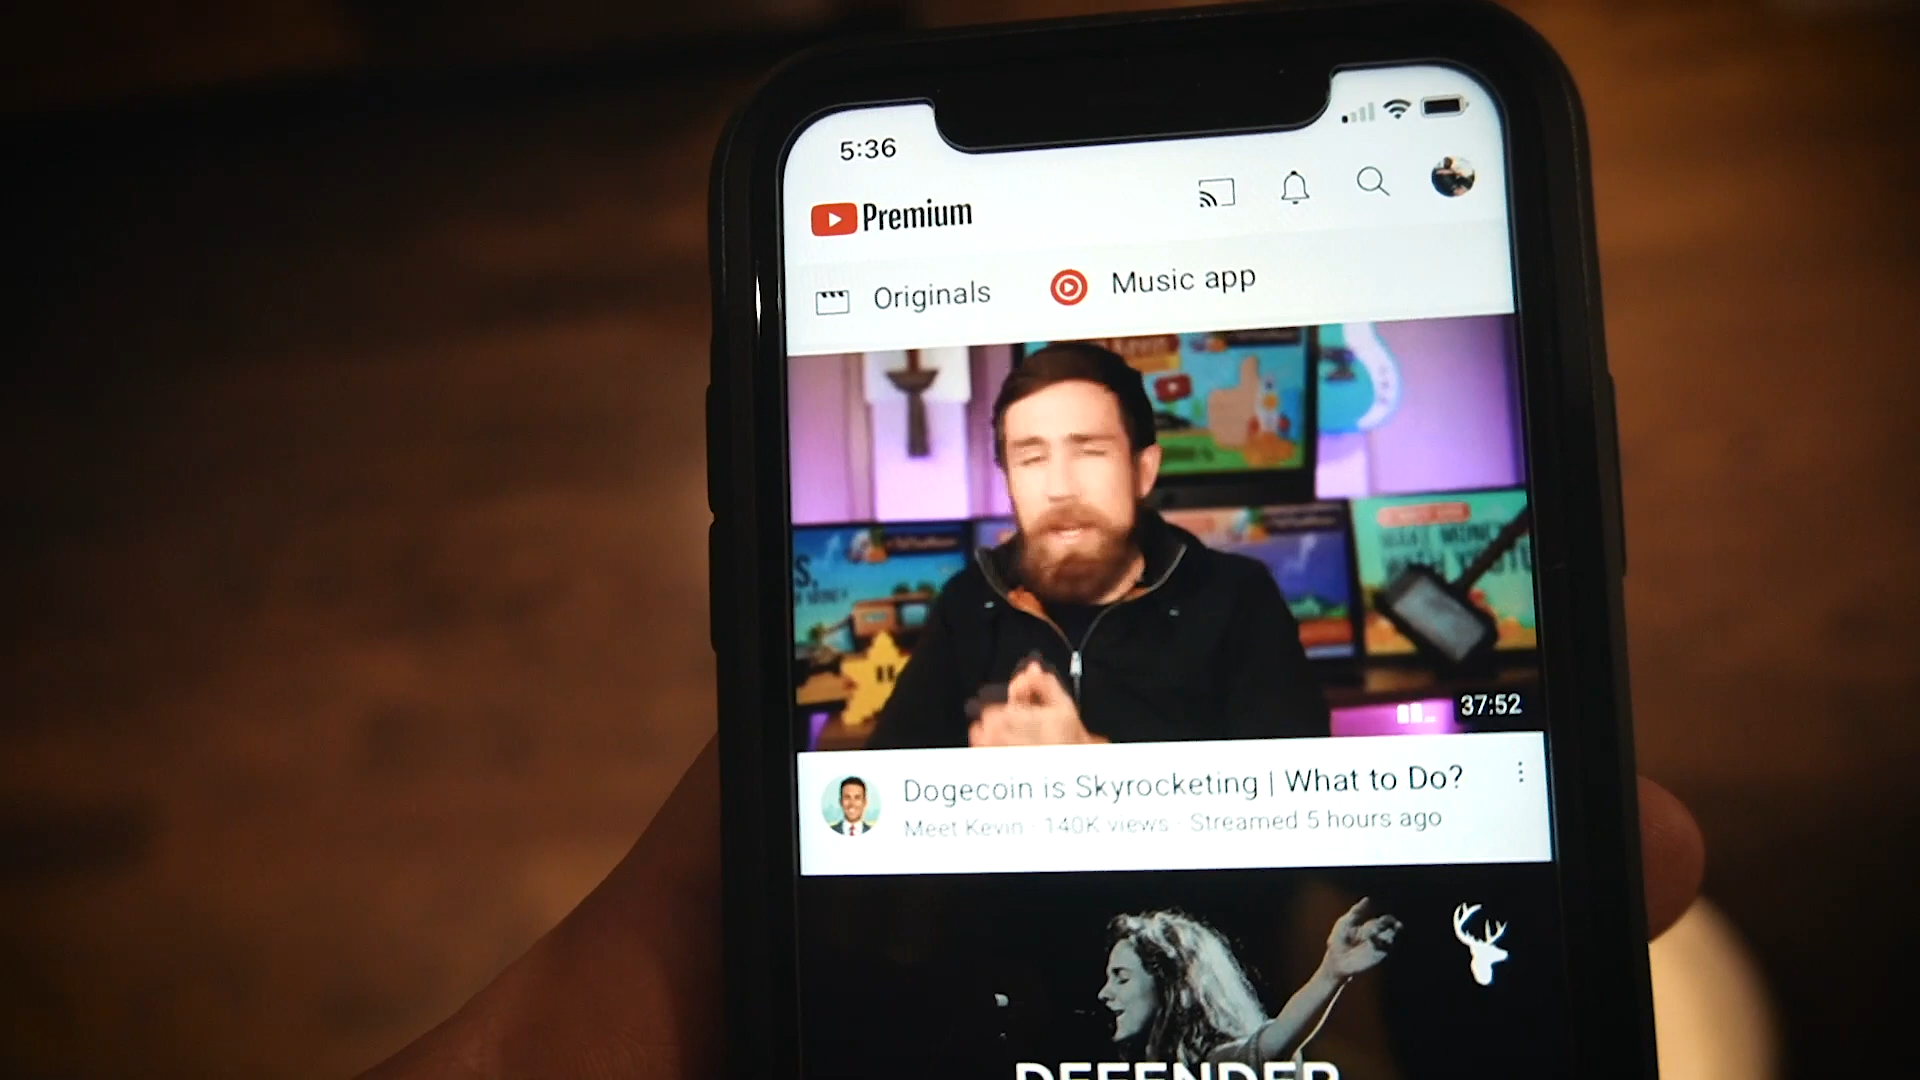 5:36
Premium
Originals
Music app
37:52
Dogecoin is Skyrocketing | What to Do?
Meet Kevin · 140K views · Streamed 5 hours ago
DEFENDER